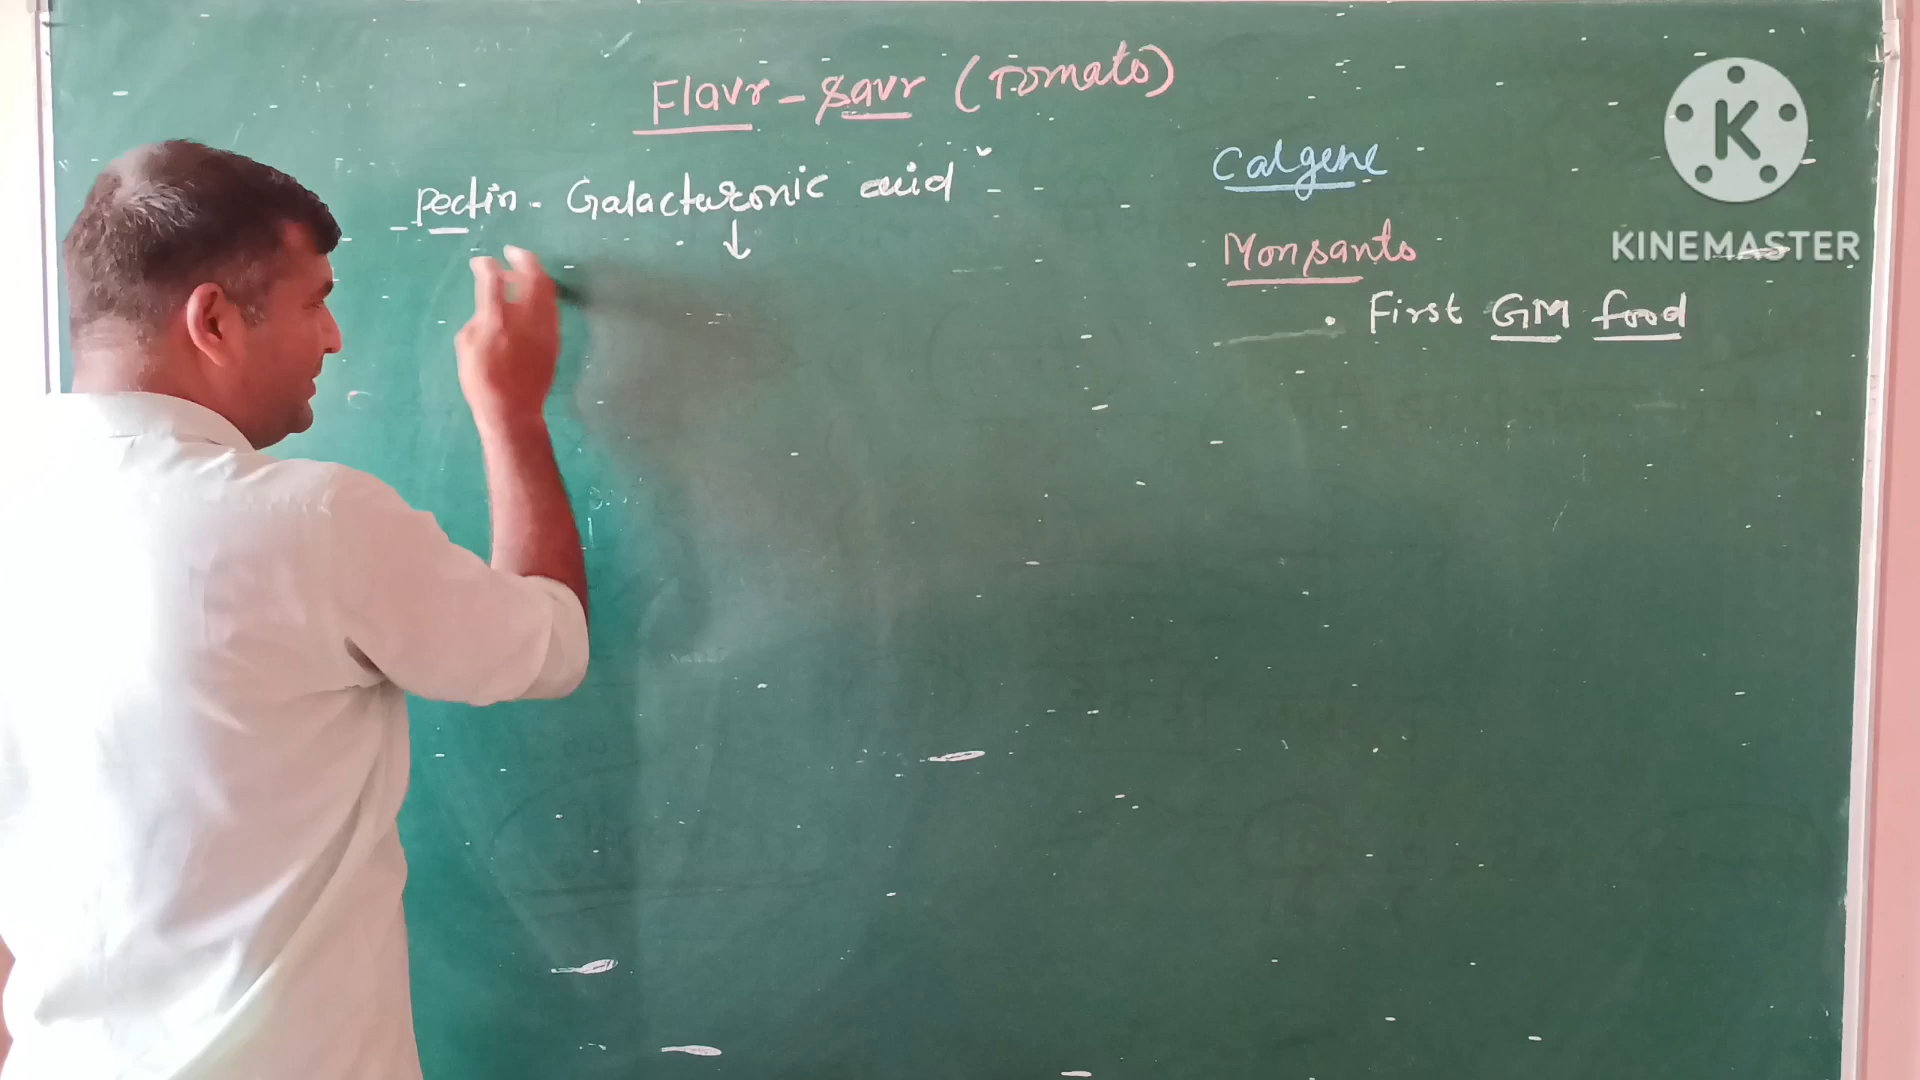 Flavr-Savr (Tomato)
pectin - Galacturonic acid
↓
Calgene
Monsanto
. First GM food
K
KINEMASTER